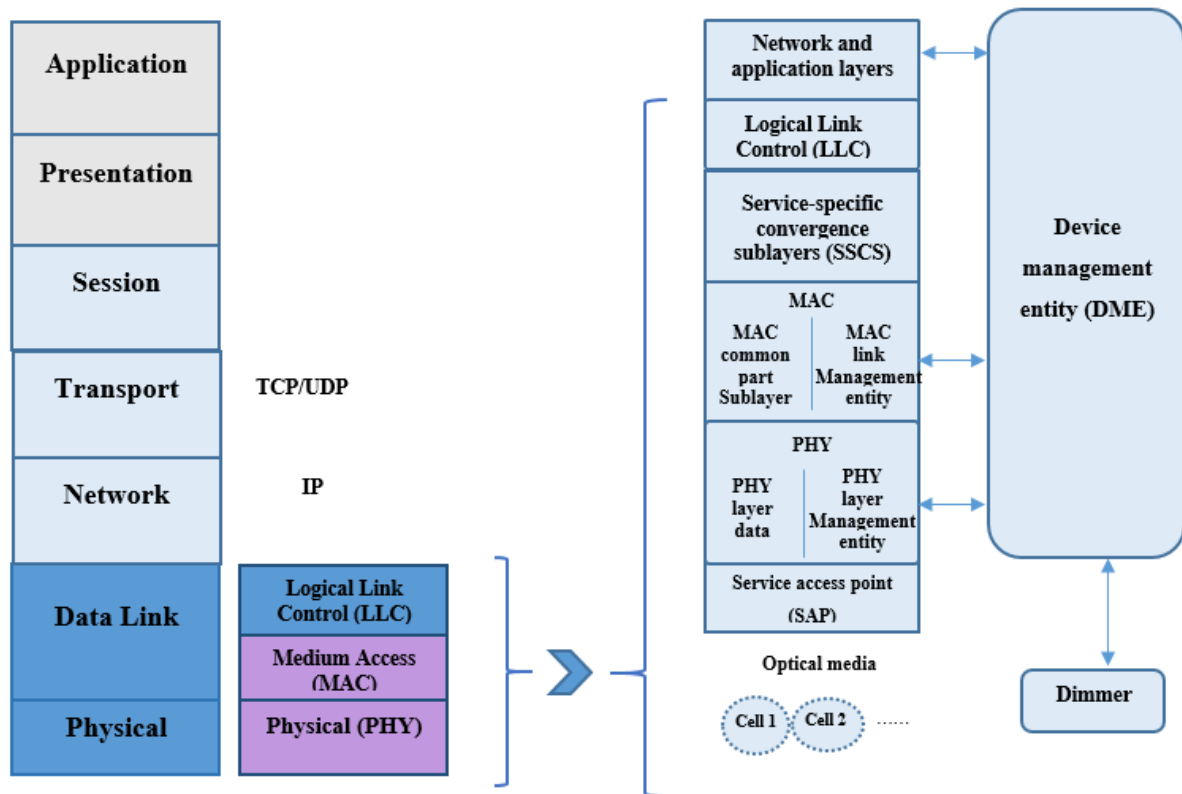 Application
Presentation
Session
Transport
TCP/UDP
Network
IP
Data Link
Physical
Logical Link
Control (LLC)
Medium Access
(MAC)
Physical (PHY)
Network and
application layers
Logical Link
Control (LLC)
Service-specific
convergence
sublayers (SSCS)
MAC
MAC
common
part
Sublayer
MAC
link
Management
entity
PHY
PHY
layer
data
PHY
layer
Management
entity
Service access point
(SAP)
Optical media
Cell 1
Cell 2
......
Device
management
entity (DME)
Dimmer